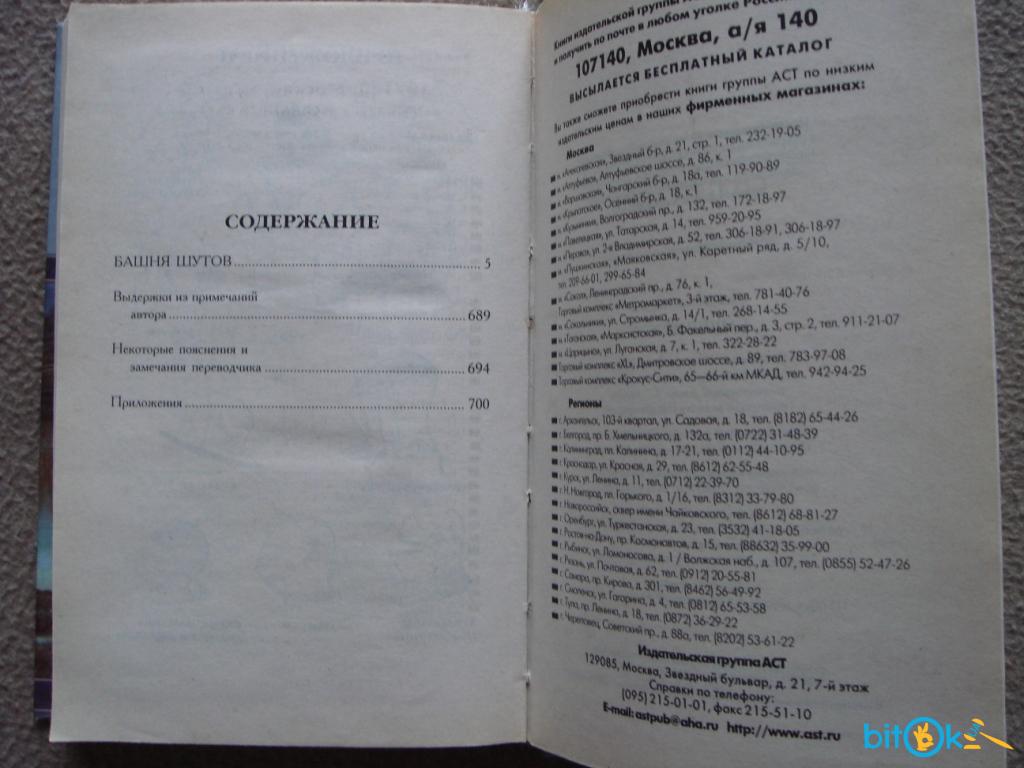 СОДЕРЖАНИЕ
БАШНЯ ШУТОВ 5
Выдержки из примечаний
автора 689
Некоторые пояснения и
замечания переводчика 694
Приложения 700
Книги издательской группы
и получить по почте в любом уголке
107140, Москва, а/я 140
ВЫСЫЛАЕТСЯ БЕСПЛАТНЫЙ КАТАЛОГ
Вы также сможете приобрести книги группы АСТ по низким
издательским ценам в наших фирменных магазинах:
Москва
м. «Алексеевская», Звездный б-р, д. 21, стр. 1, тел. 232-19-05
м. «Алтуфьево», Алтуфьевское шоссе, д. 86, к. 1
м. «Варшавская», Чонгарский б-р, д. 18а, тел. 119-90-89
м. «Крылатское», Осенний б-р, д. 18, к.1
м. «Кузьминки», Волгоградский пр., д. 132, тел. 172-18-97
м. «Павелецкая», ул. Татарская, д. 14, тел. 959-20-95
м. «Перово», ул. 2-я Владимирская, д. 52, тел. 306-18-91, 306-18-97
м. «Пушкинская», «Маяковская», ул. Каретный ряд, д. 5/10,
тел. 209-66-01, 299-65-84
м. «Сокол», Ленинградский пр., д. 76, к. 1,
Торговый комплекс «Метромаркет», 3-й этаж, тел. 781-40-76
м. «Сокольники», ул. Стромынка, д. 14/1, тел. 268-14-55
м. «Таганская», «Марксистская», Б. Факельный пер., д. 3, стр. 2, тел. 911-21-07
м. «Царицыно», ул. Луганская, д. 7, к. 1, тел. 322-28-22
Торговый комплекс «XL», Дмитровское шоссе, д. 89, тел. 783-97-08
Торговый комплекс «Крокус-Сити», 65—66-й км МКАД, тел. 942-94-25
Регионы
г. Архангельск, 103-й квартал, ул. Садовая, д. 18, тел. (8182) 65-44-26
г. Белгород, пр. Б. Хмельницкого, д. 132а, тел. (0722) 31-48-39
г. Калининград, пл. Калинина, д. 17-21, тел. (0112) 44-10-95
г. Краснодар, ул. Красная, д. 29, тел. (8612) 62-55-48
г. Курск, ул. Ленина, д. 11, тел. (0712) 22-39-70
г. Н. Новгород, пл. Горького, д. 1/16, тел. (8312) 33-79-80
г. Новороссийск, сквер имени Чайковского, тел. (8612) 68-81-27
г. Оренбург, ул. Туркестанская, д. 23, тел. (3532) 41-18-05
г. Ростов-на-Дону, пр. Космонавтов, д. 15, тел. (88632) 35-99-00
г. Рыбинск, ул. Ломоносова, д. 1 / Волжская наб., д. 107, тел. (0855) 52-47-26
г. Рязань, ул. Почтовая, д. 62, тел. (0912) 20-55-81
г. Самара, пр. Кирова, д. 301, тел. (8462) 56-49-92
г. Смоленск, ул. Гагарина, д. 4, тел. (0812) 65-53-58
г. Тула, пр. Ленина, д. 18, тел. (0872) 36-29-22
г. Череповец, Советский пр., д. 88а, тел. (8202) 53-61-22
Издательская группа АСТ
129085, Москва, Звездный бульвар, д. 21, 7-й этаж
Справки по телефону:
(095) 215-01-01, факс 215-51-10
E-mail: astpub@aha.ru http://www.ast.ru
bitOk